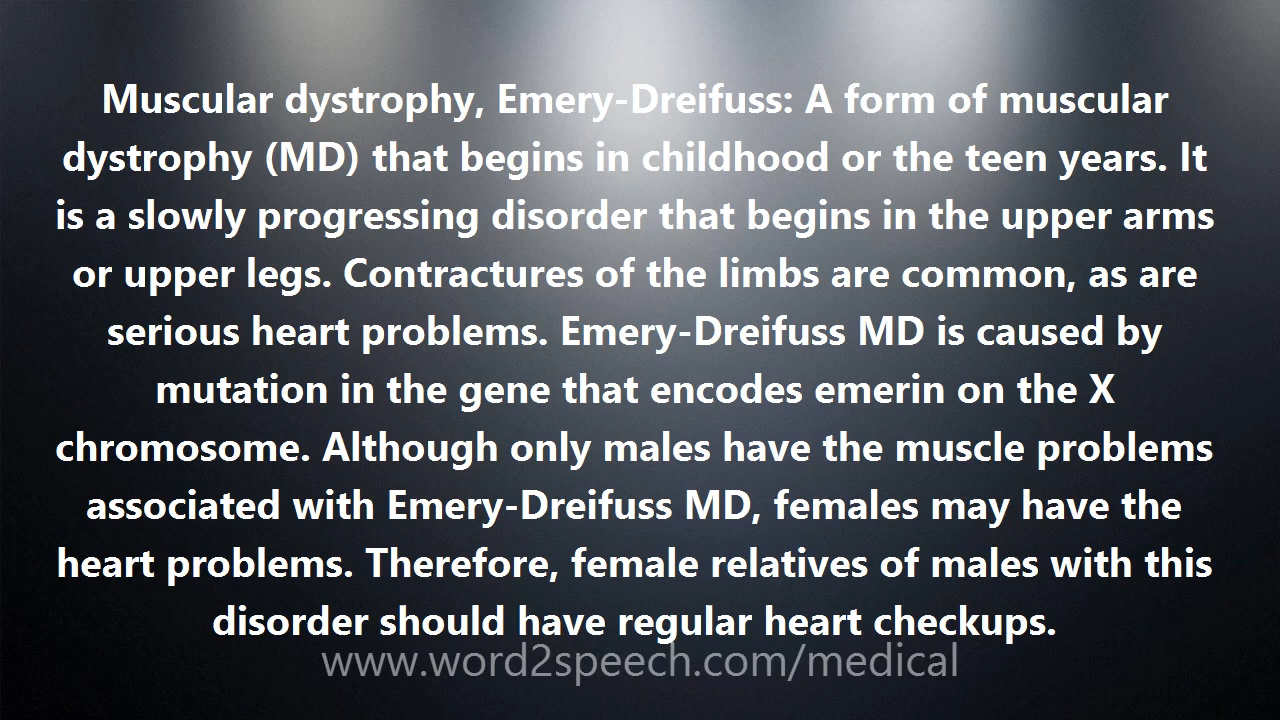 Muscular dystrophy, Emery-Dreifuss: A form of muscular
dystrophy (MD) that begins in childhood or the teen years. It
is a slowly progressing disorder that begins in the upper arms
or upper legs. Contractures of the limbs are common, as are
serious heart problems. Emery-Dreifuss MD is caused by
mutation in the gene that encodes emerin on the X
chromosome. Although only males have the muscle problems
associated with Emery-Dreifuss MD, females may have the
heart problems. Therefore, female relatives of males with this
disorder should have regular heart checkups.
www.word2speech.com/medical